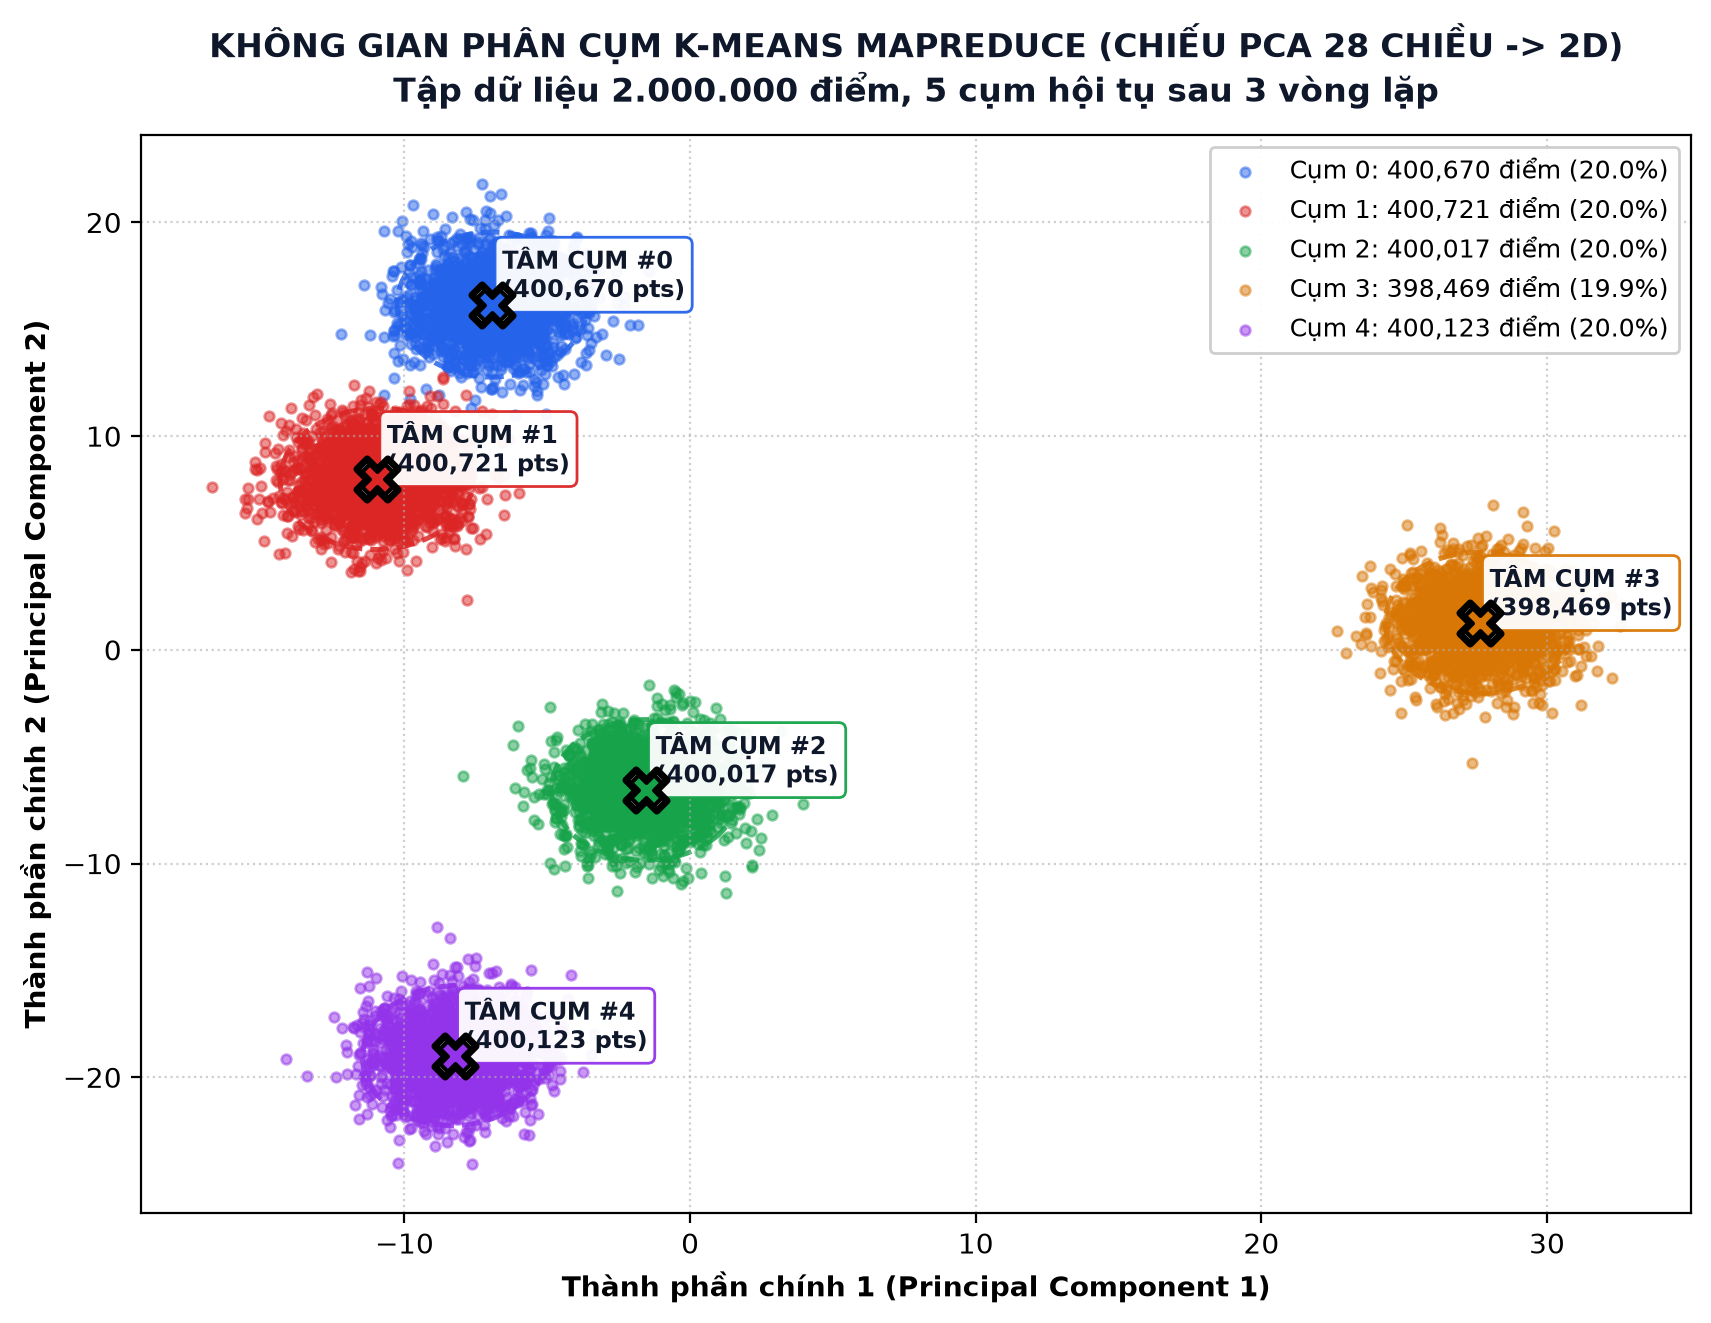 KHÔNG GIAN PHÂN CỤM K-MEANS MAPREDUCE (CHIẾU PCA 28 CHIỀU -> 2D)
Tập dữ liệu 2.000.000 điểm, 5 cụm hội tụ sau 3 vòng lặp
Cụm 0: 400,670 điểm (20.0%)
Cụm 1: 400,721 điểm (20.0%)
Cụm 2: 400,017 điểm (20.0%)
Cụm 3: 398,469 điểm (19.9%)
Cụm 4: 400,123 điểm (20.0%)
TÂM CỤM #0
(400,670 pts)
TÂM CỤM #1
(400,721 pts)
TÂM CỤM #3
(398,469 pts)
TÂM CỤM #2
(400,017 pts)
TÂM CỤM #4
(400,123 pts)
Thành phần chính 2 (Principal Component 2)
20
10
0
−10
−20
−10
0
10
20
30
Thành phần chính 1 (Principal Component 1)